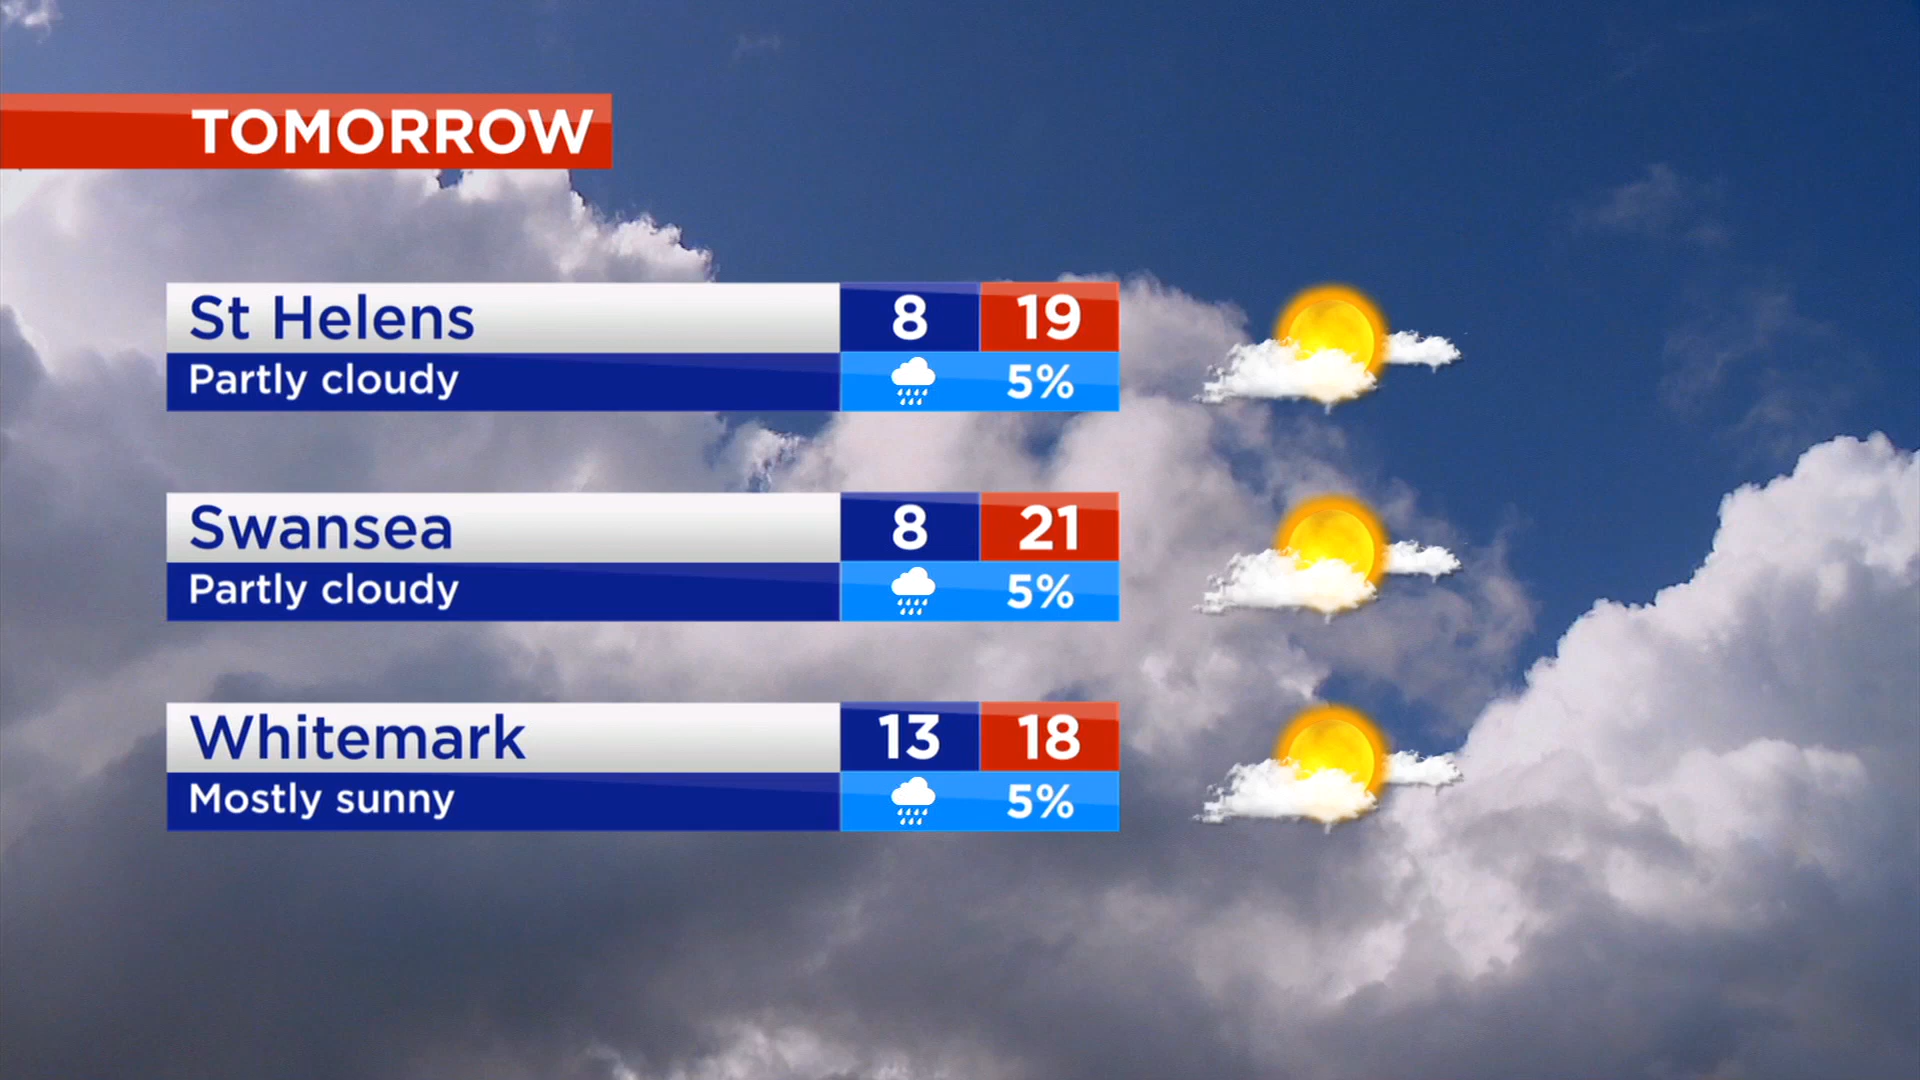 TOMORROW
St Helens 8 19
Partly cloudy 5%
Swansea 8 21
Partly cloudy 5%
Whitemark 13 18
Mostly sunny 5%